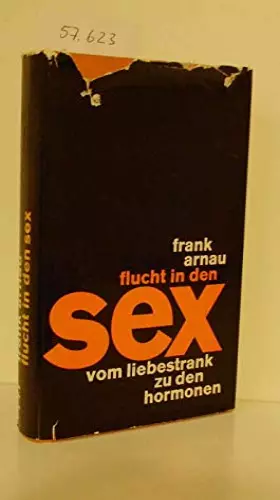 57.623
frank
arnau
flucht in den
sex
vom liebestrank
zu den
hormonen
flucht in den sex